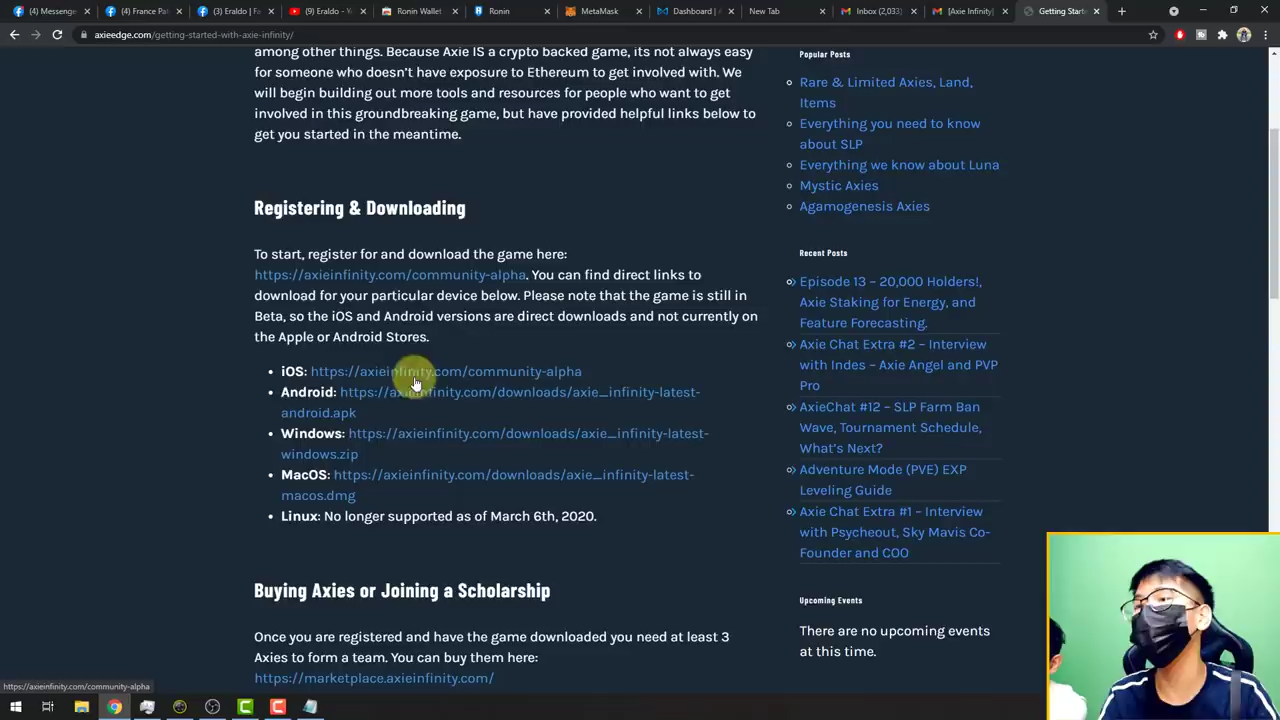 (4) Messenge
(4) France Pat
(3) Eraldo | Fa
(9) Eraldo - Yo
Ronin Wallet
Ronin
MetaMask
Dashboard | A
New Tab
Inbox (2,033)
[Axie Infinity]
Getting Starte
axieedge.com/getting-started-with-axie-infinity/
among other things. Because Axie IS a crypto backed game, its not always easy
for someone who doesn't have exposure to Ethereum to get involved with. We
will begin building out more tools and resources for people who want to get
involved in this groundbreaking game, but have provided helpful links below to
get you started in the meantime.
Registering & Downloading
To start, register for and download the game here:
https://axieinfinity.com/community-alpha. You can find direct links to
download for your particular device below. Please note that the game is still in
Beta, so the iOS and Android versions are direct downloads and not currently on
the Apple or Android Stores.
• iOS: https://axieinfinity.com/community-alpha
• Android: https://axieinfinity.com/downloads/axie_infinity-latest-
android.apk
• Windows: https://axieinfinity.com/downloads/axie_infinity-latest-
windows.zip
• MacOS: https://axieinfinity.com/downloads/axie_infinity-latest-
macos.dmg
• Linux: No longer supported as of March 6th, 2020.
Buying Axies or Joining a Scholarship
Once you are registered and have the game downloaded you need at least 3
Axies to form a team. You can buy them here:
https://marketplace.axieinfinity.com/
Popular Posts
Rare & Limited Axies, Land,
Items
Everything you need to know
about SLP
Everything we know about Luna
Mystic Axies
Agamogenesis Axies
Recent Posts
Episode 13 – 20,000 Holders!,
Axie Staking for Energy, and
Feature Forecasting.
Axie Chat Extra #2 – Interview
with Indes – Axie Angel and PVP
Pro
AxieChat #12 – SLP Farm Ban
Wave, Tournament Schedule,
What's Next?
Adventure Mode (PVE) EXP
Leveling Guide
Axie Chat Extra #1 – Interview
with Psycheout, Sky Mavis Co-
Founder and COO
Upcoming Events
There are no upcoming events
at this time.
https://axieinfinity.com/community-alpha